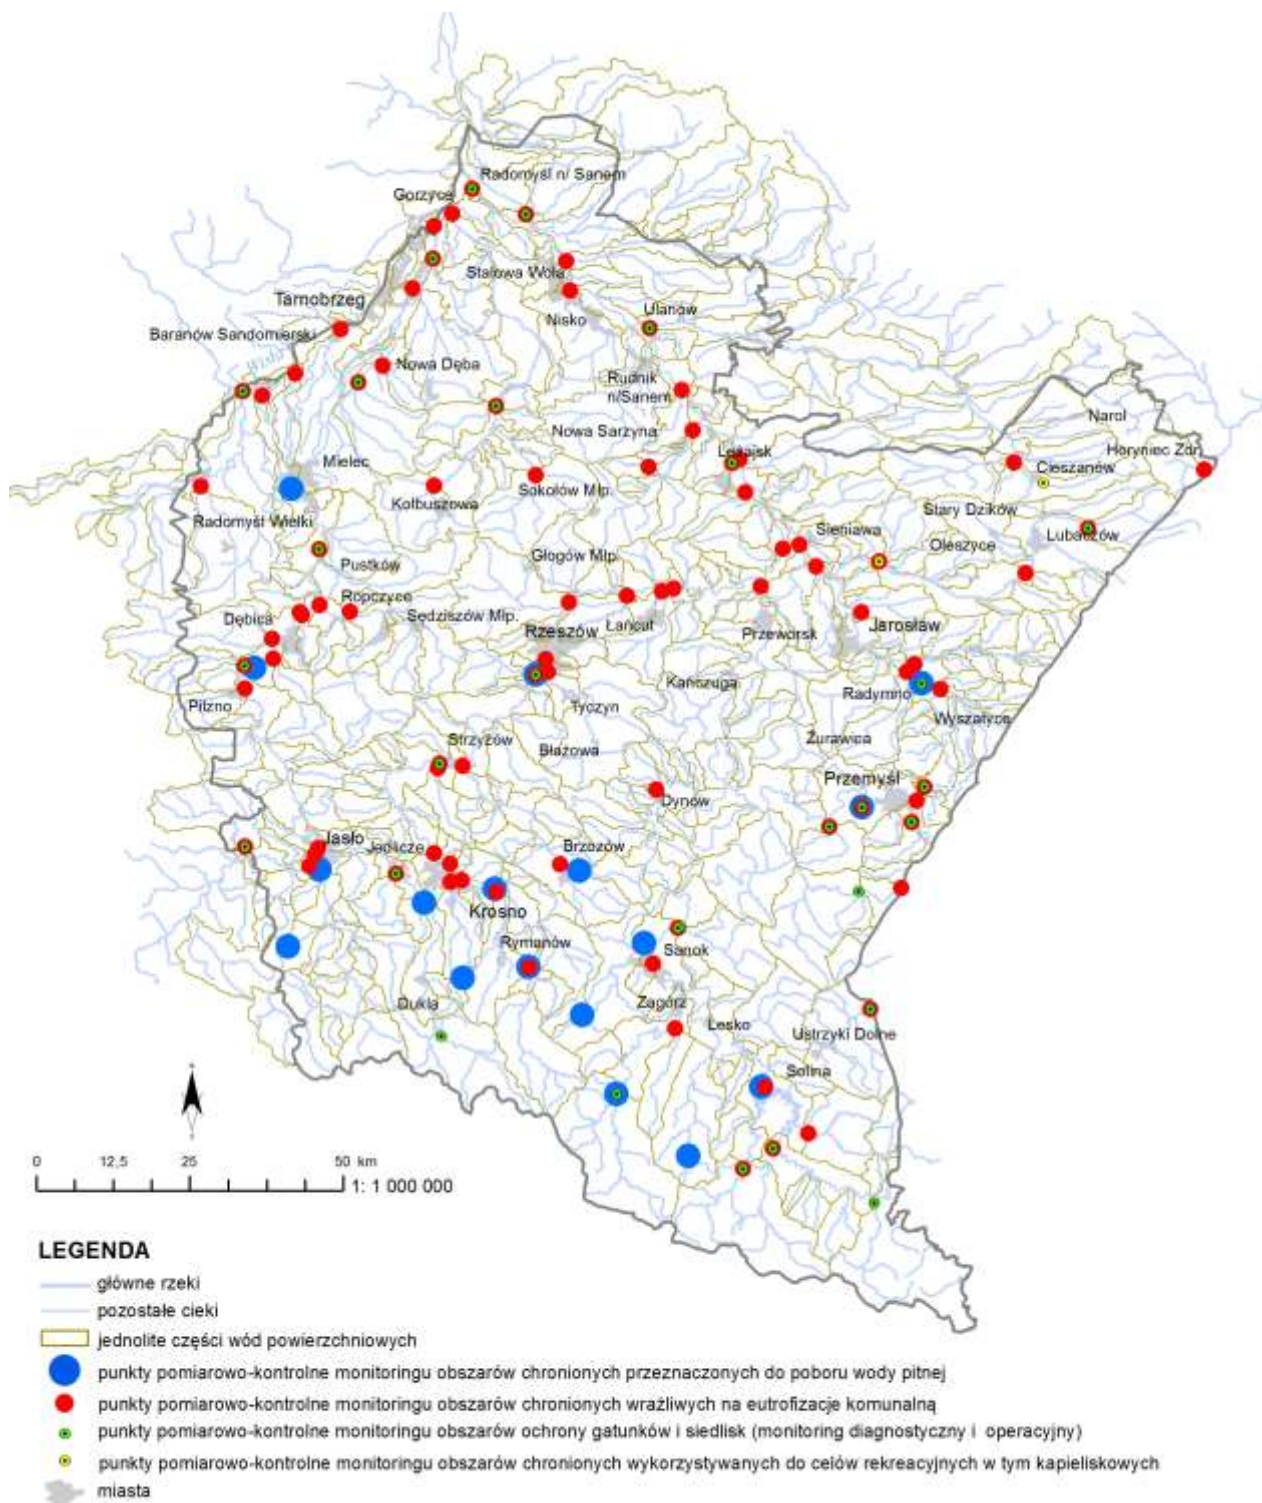 Radomyśl n/ Sanem
Gorzyce
Stalowa Wola
Tarnobrzeg
Nisko
Ulanów
Baranów Sandomierski
Wisła
Nowa Dęba
Rudnik
n/Sanem
Narol
Nowa Sarzyna
Horyniec Zdr.
Mielec
Leżajsk
Cieszanów
Sokołów Młp.
Kolbuszowa
Radomyśl Wielki
Stary Dzików
Sieniawa
Lubaczów
Oleszyce
Głogów Młp.
Pustków
Ropczyce
Sędziszów Młp.
Dębica
Łańcut
Rzeszów
Przeworsk
Jarosław
Kańczuga
Radymno
Pilzno
Tyczyn
Wyszatyce
Strzyżów
Błażowa
Żurawica
Przemyśl
Dynów
Jasło
Jedlicze
Brzozów
Krosno
Rymanów
Sanok
Dukla
Zagórz
Lesko
Ustrzyki Dolne
Solina
0 12,5 25 50 km
1: 1 000 000
LEGENDA
główne rzeki
pozostałe cieki
jednolite części wód powierzchniowych
punkty pomiarowo-kontrolne monitoringu obszarów chronionych przeznaczonych do poboru wody pitnej
punkty pomiarowo-kontrolne monitoringu obszarów chronionych wrażliwych na eutrofizacje komunalną
punkty pomiarowo-kontrolne monitoringu obszarów ochrony gatunków i siedlisk (monitoring diagnostyczny i operacyjny)
punkty pomiarowo-kontrolne monitoringu obszarów chronionych wykorzystywanych do celów rekreacyjnych w tym kąpieliskowych
miasta